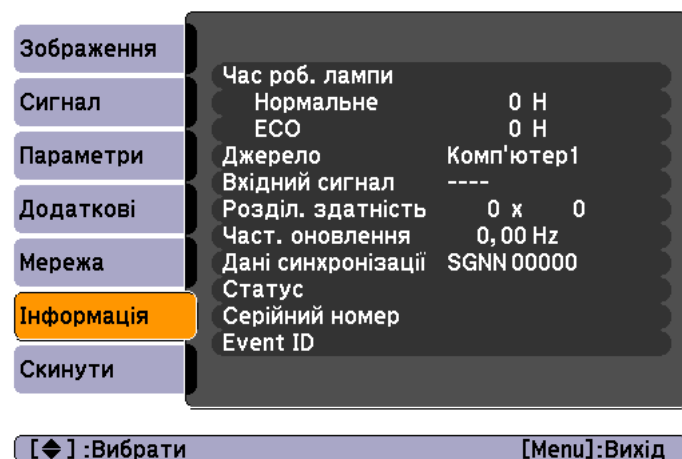 Зображення
Сигнал
Параметри
Додаткові
Мережа
Інформація
Скинути
Час роб. лампи
Нормальне 0 H
ECO 0 H
Джерело Комп'ютер1
Вхідний сигнал ----
Розділ. здатність 0 x 0
Част. оновлення 0,00 Hz
Дані синхронізації SGNN 00000
Статус
Серійний номер
Event ID
[◆] :Вибрати [Menu]:Вихід